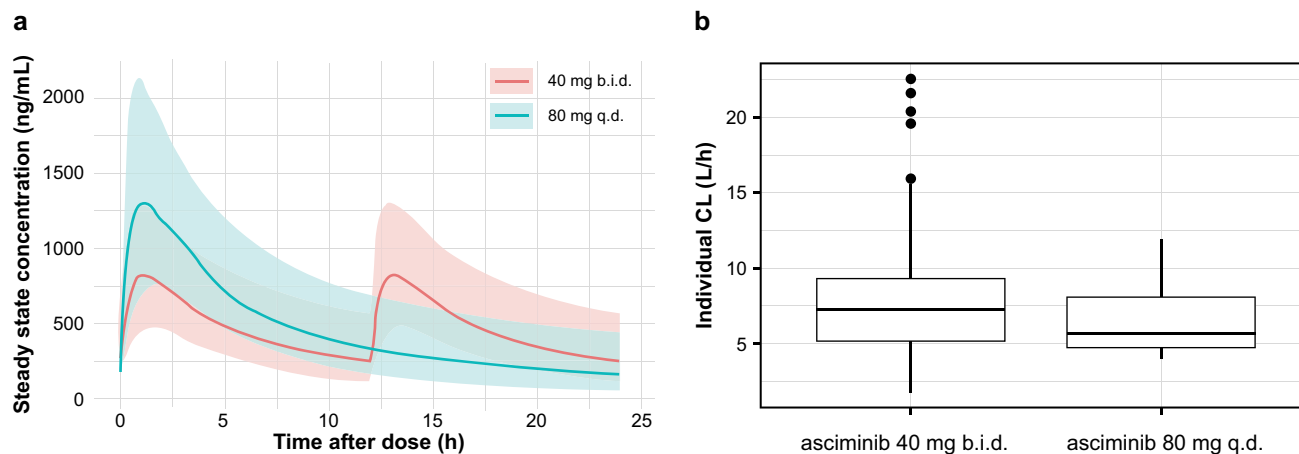 a
Steady state concentration (ng/mL)
2000
1500
1000
500
0
0 5 10 15 20 25
Time after dose (h)
40 mg b.i.d.
80 mg q.d.
b
Individual CL (L/h)
20
15
10
5
asciminib 40 mg b.i.d. asciminib 80 mg q.d.